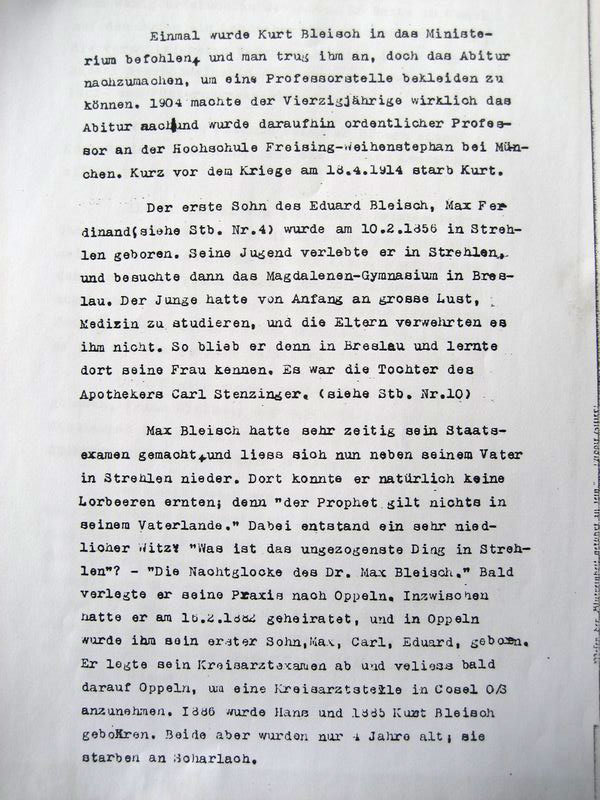 Einmal wurde Kurt Bleisch in das Ministe-
rium befohlen, und man trug ihm an, doch das Abitur
nachzumachen, um eine Professorstelle bekleiden zu
können. 1904 machte der Vierzigjährige wirklich das
Abitur nach und wurde daraufhin ordentlicher Profes-
sor an der Hochschule Freising-Weihenstephan bei Mün-
chen. Kurz vor dem Kriege am 18.4.1914 starb Kurt.
Der erste Sohn des Eduard Bleisch, Max Fer
dinand(siehe Stb. Nr.4) wurde am 10.2.1856 in Streh-
len geboren. Seine Jugend verlebte er in Strehlen,
und besuchte dann das Magdalenen-Gymnasium in Bres-
lau. Der Junge hatte von Anfang an grosse Lust,
Medizin zu studieren, und die Eltern verwehrten es
ihm nicht. So blieb er denn in Breslau und lernte
dort seine Frau kennen. Es war die Tochter des
Apothekers Carl Stenzinger. (siehe Stb. Nr.10)
Max Bleisch hatte sehr zeitig sein Staats-
examen gemacht, und liess sich nun neben seinem Vater
in Strehlen nieder. Dort konnte er natürlich keine
Lorbeeren ernten; denn "der Prophet gilt nichts in
seinem Vaterlande." Dabei entstand ein sehr nied-
licher Witz: "Was ist das ungezogenste Ding in Streh-
len"? - "Die Nachtglocke des Dr. Max Bleisch." Bald
verlegte er seine Praxis nach Oppeln. Inzwischen
hatte er am 2.1882 geheiratet, und in Oppeln
wurde ihm sein erster Sohn, Max, Carl, Eduard, geboren.
Er legte sein Kreisarztexamen ab und veliess bald
darauf Oppeln, um eine Kreisarztstelle in Cosel O/S
anzunehmen. I886 wurde Hans und 1885 Kurt Bleisch
geboren. Beide aber wurden nur 4 Jahre alt; sie
starben an Scharlach.